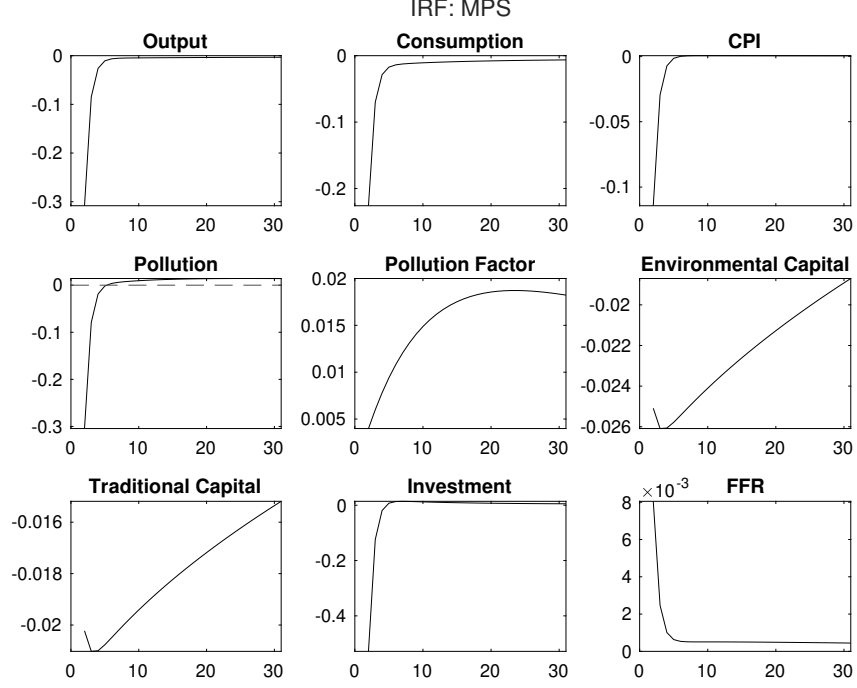 IRF: MPS
Output Consumption CPI
0 0 0
-0.1 -0.1 -0.05
-0.2 -0.2 -0.1
-0.3
0 10 20 30 0 10 20 30 0 10 20 30
Pollution Pollution Factor Environmental Capital
0 0.02 -0.02
-0.1 0.015 -0.022
-0.2 0.01 -0.024
-0.3 0.005 -0.026
0 10 20 30 0 10 20 30 0 10 20 30
Traditional Capital Investment FFR
×10-3
-0.016 0 8
-0.018 -0.2 6
-0.02 -0.4 4
2
0
0 10 20 30 0 10 20 30 0 10 20 30